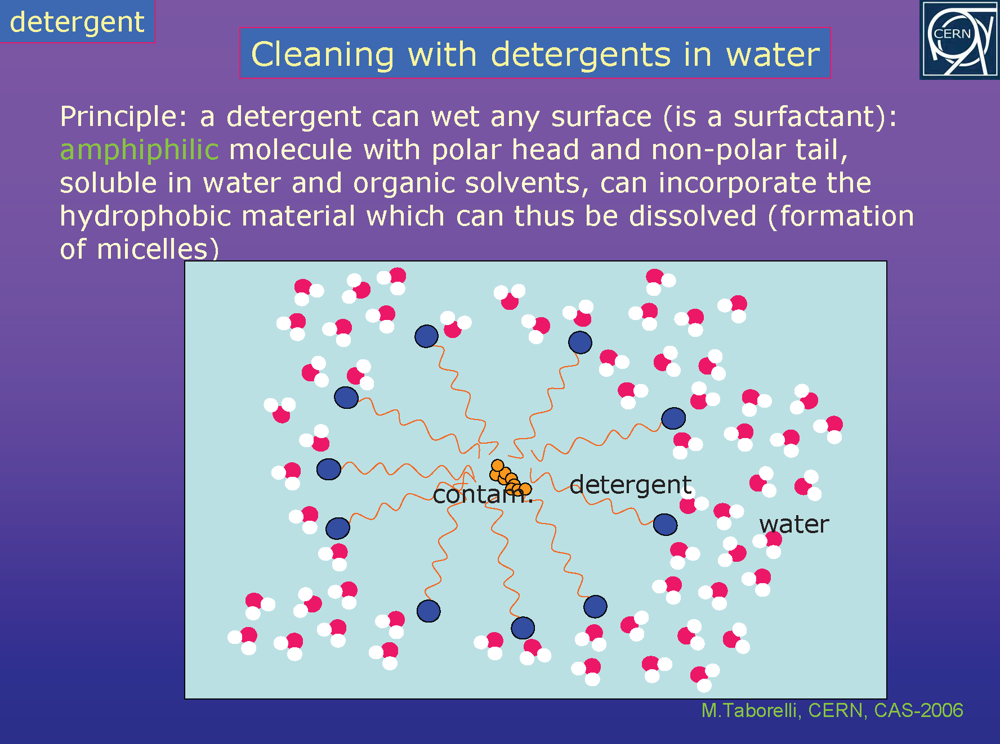 detergent
CERN
Cleaning with detergents in water
Principle: a detergent can wet any surface (is a surfactant):
amphiphilic molecule with polar head and non-polar tail,
soluble in water and organic solvents, can incorporate the
hydrophobic material which can thus be dissolved (formation
of micelles)
detergent
contam.
water
M.Taborelli, CERN, CAS-2006